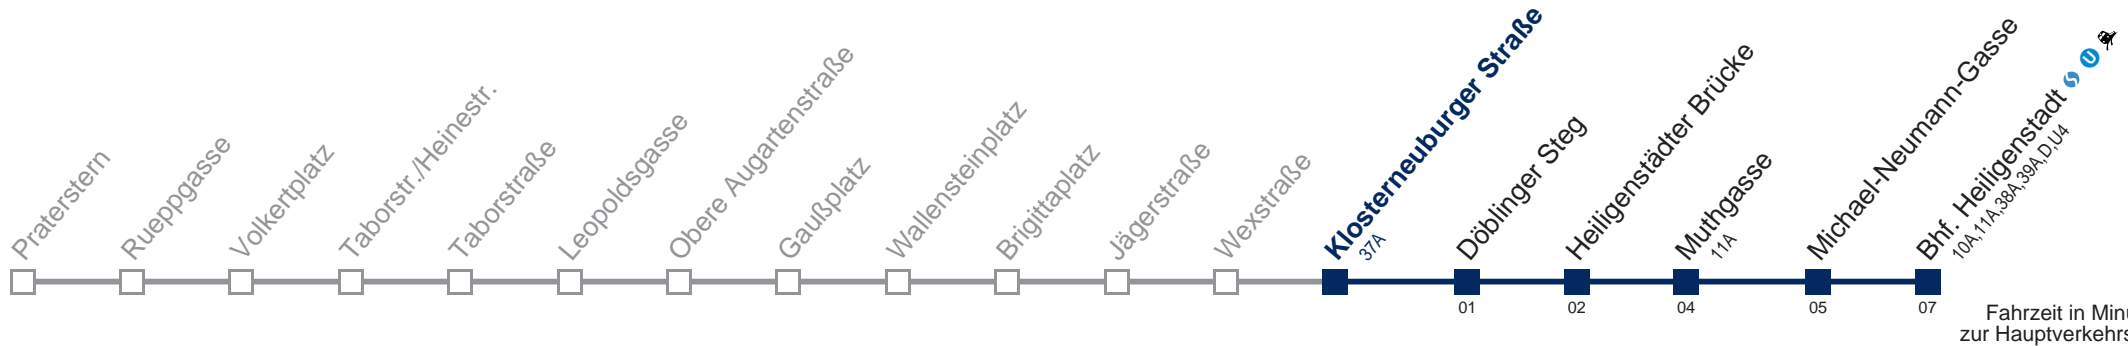 Praterstern
Rueppgasse
Volkertplatz
Taborstr./Heinestr.
Taborstraße
Leopoldsgasse
Obere Augartenstraße
Gaußplatz
Wallensteinplatz
Brigittaplatz
Jägerstraße
Wexstraße
Klosterneuburger Straße
37A
Döblinger Steg
Heiligenstädter Brücke
Muthgasse
11A
Michael-Neumann-Gasse
Bhf. Heiligenstadt S U
10A,11A,38A,39A,D,U4
01
02
04
05
07
Fahrzeit in Minu
zur Hauptverkehrs